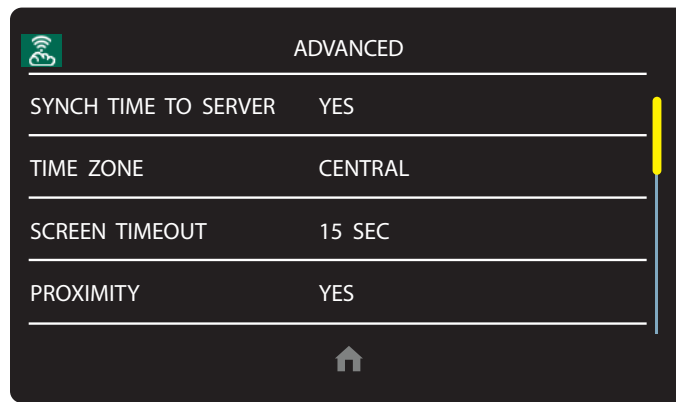 ADVANCED
SYNCH TIME TO SERVER YES
TIME ZONE CENTRAL
SCREEN TIMEOUT 15 SEC
PROXIMITY YES